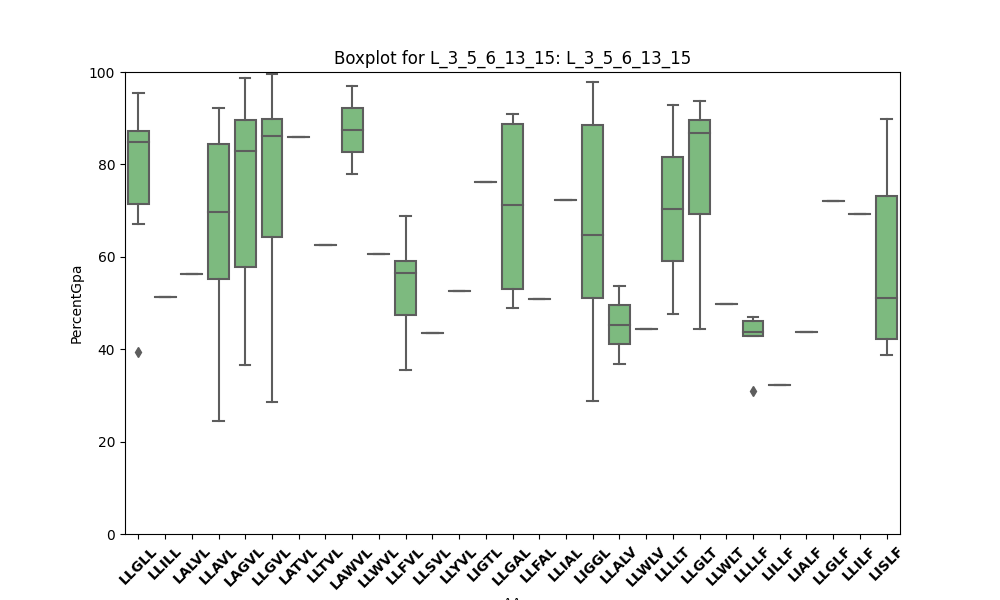 Boxplot for L_3_5_6_13_15: L_3_5_6_13_15
100
80
60
40
20
0
PercentGpa
LLGLL
LLILL
LALVL
LLAVL
LAGVL
LLGVL
LATVL
LLTVL
LAWVL
LLWVL
LLFVL
LLSVL
LLYVL
LIGTL
LLGAL
LLFAL
LLIAL
LIGGL
LLALV
LLWLV
LLLLT
LLGLT
LLWLT
LLLLF
LILLF
LIALF
LLGLF
LLILF
LISLF